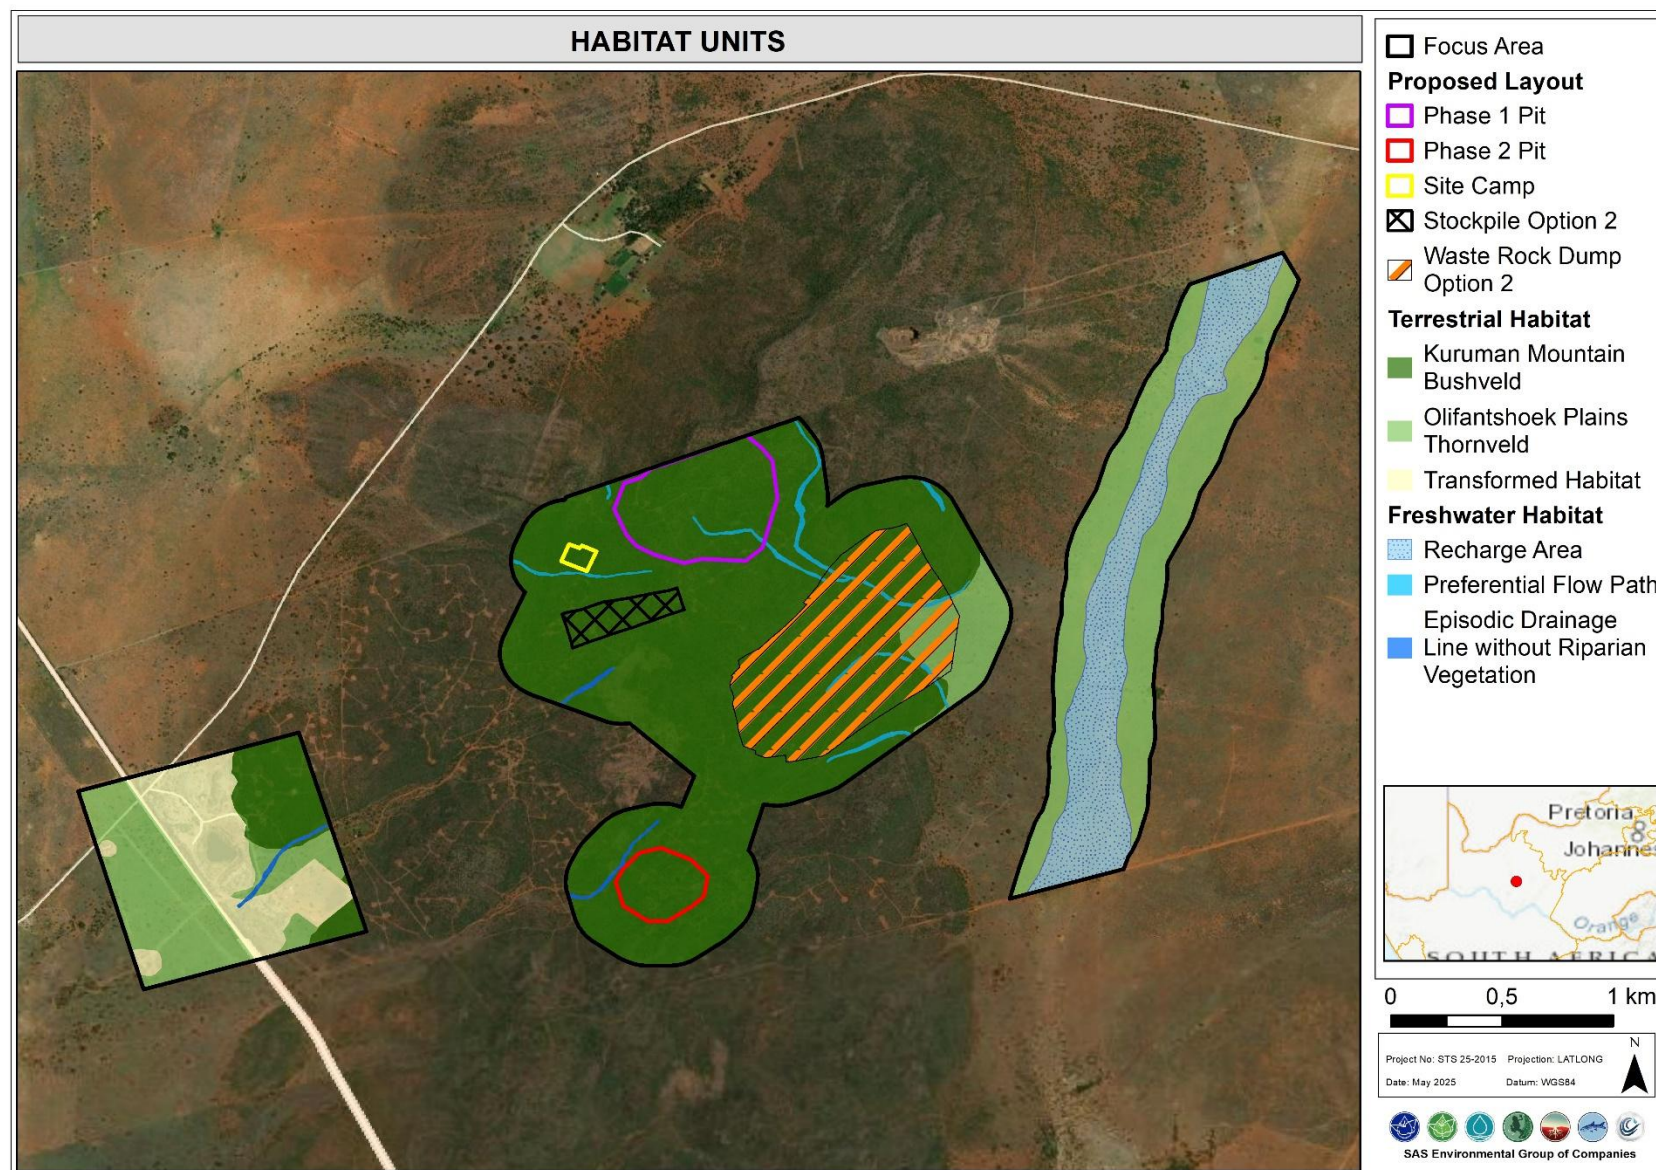 HABITAT UNITS
Focus Area
Proposed Layout
Phase 1 Pit
Phase 2 Pit
Site Camp
Stockpile Option 2
Waste Rock Dump
Option 2
Terrestrial Habitat
Kuruman Mountain
Bushveld
Olifantshoek Plains
Thornveld
Transformed Habitat
Freshwater Habitat
Recharge Area
Preferential Flow Path
Episodic Drainage
Line without Riparian
Vegetation
Pretoria
Johannes
Orange
SOUTH AFRICA
0 0,5 1 km
N
Project No: STS 25-2015 Projection: LATLONG
Date: May 2025 Datum: WGS84
SAS Environmental Group of Companies